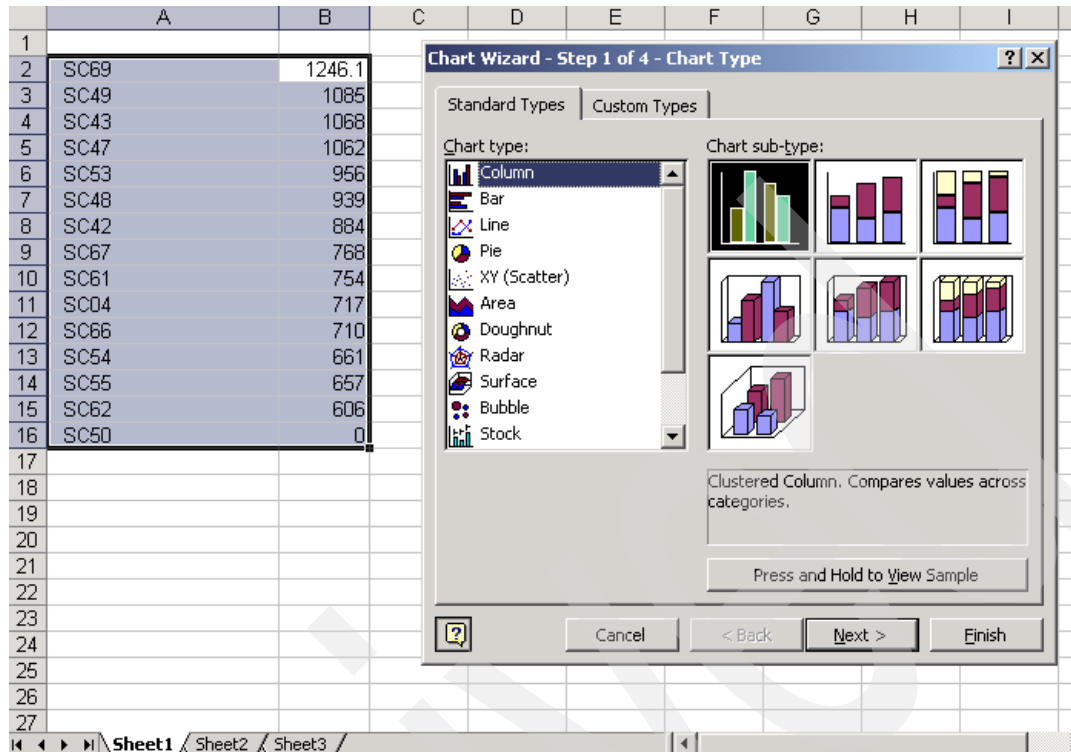 A B C D E F G H I
1
2 SC69 1246.1
3 SC49 1085
4 SC43 1068
5 SC47 1062
6 SC53 956
7 SC48 939
8 SC42 884
9 SC67 768
10 SC61 754
11 SC04 717
12 SC66 710
13 SC54 661
14 SC55 657
15 SC62 606
16 SC50 0
17
18
19
20
21
22
23
24
25
26
27
Sheet1 Sheet2 Sheet3
Chart Wizard - Step 1 of 4 - Chart Type
Standard Types Custom Types
Chart type:
Column
Bar
Line
Pie
XY (Scatter)
Area
Doughnut
Radar
Surface
Bubble
Stock
Chart sub-type:
Clustered Column. Compares values across
categories.
Press and Hold to View Sample
Cancel < Back Next > Finish